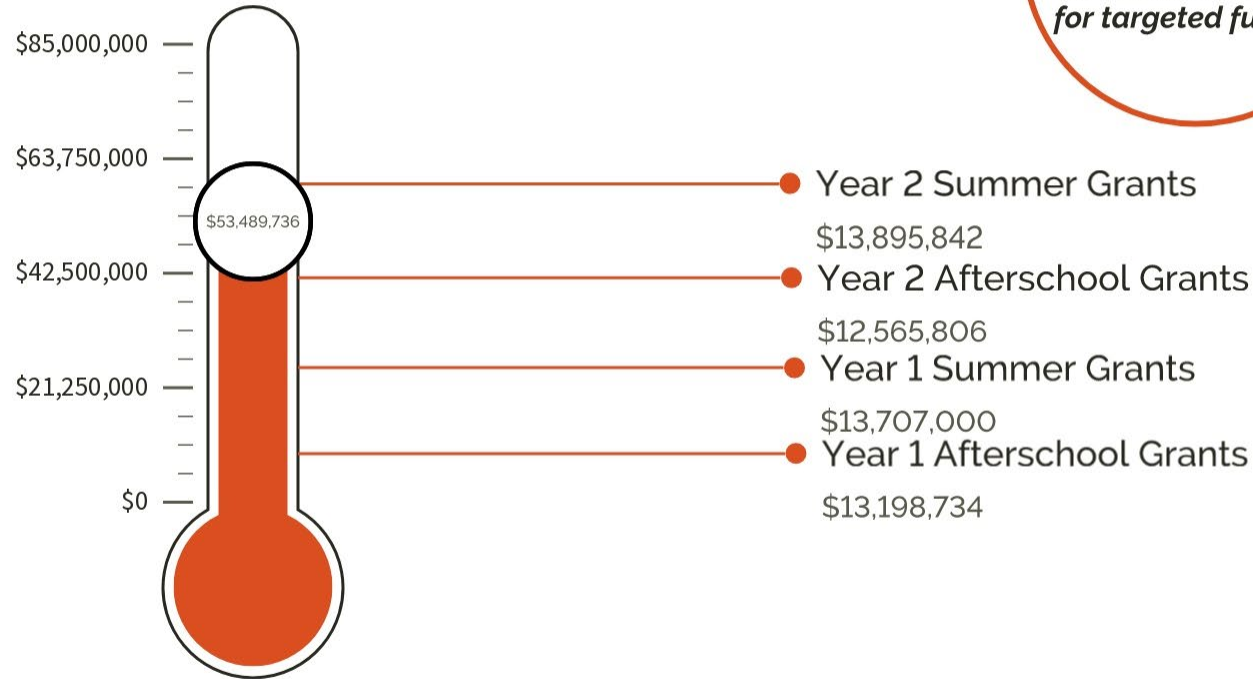 for targeted fu
$85,000,000
$63,750,000
$53,489,736
$42,500,000
$21,250,000
$0
Year 2 Summer Grants
$13,895,842
Year 2 Afterschool Grants
$12,565,806
Year 1 Summer Grants
$13,707,000
Year 1 Afterschool Grants
$13,198,734